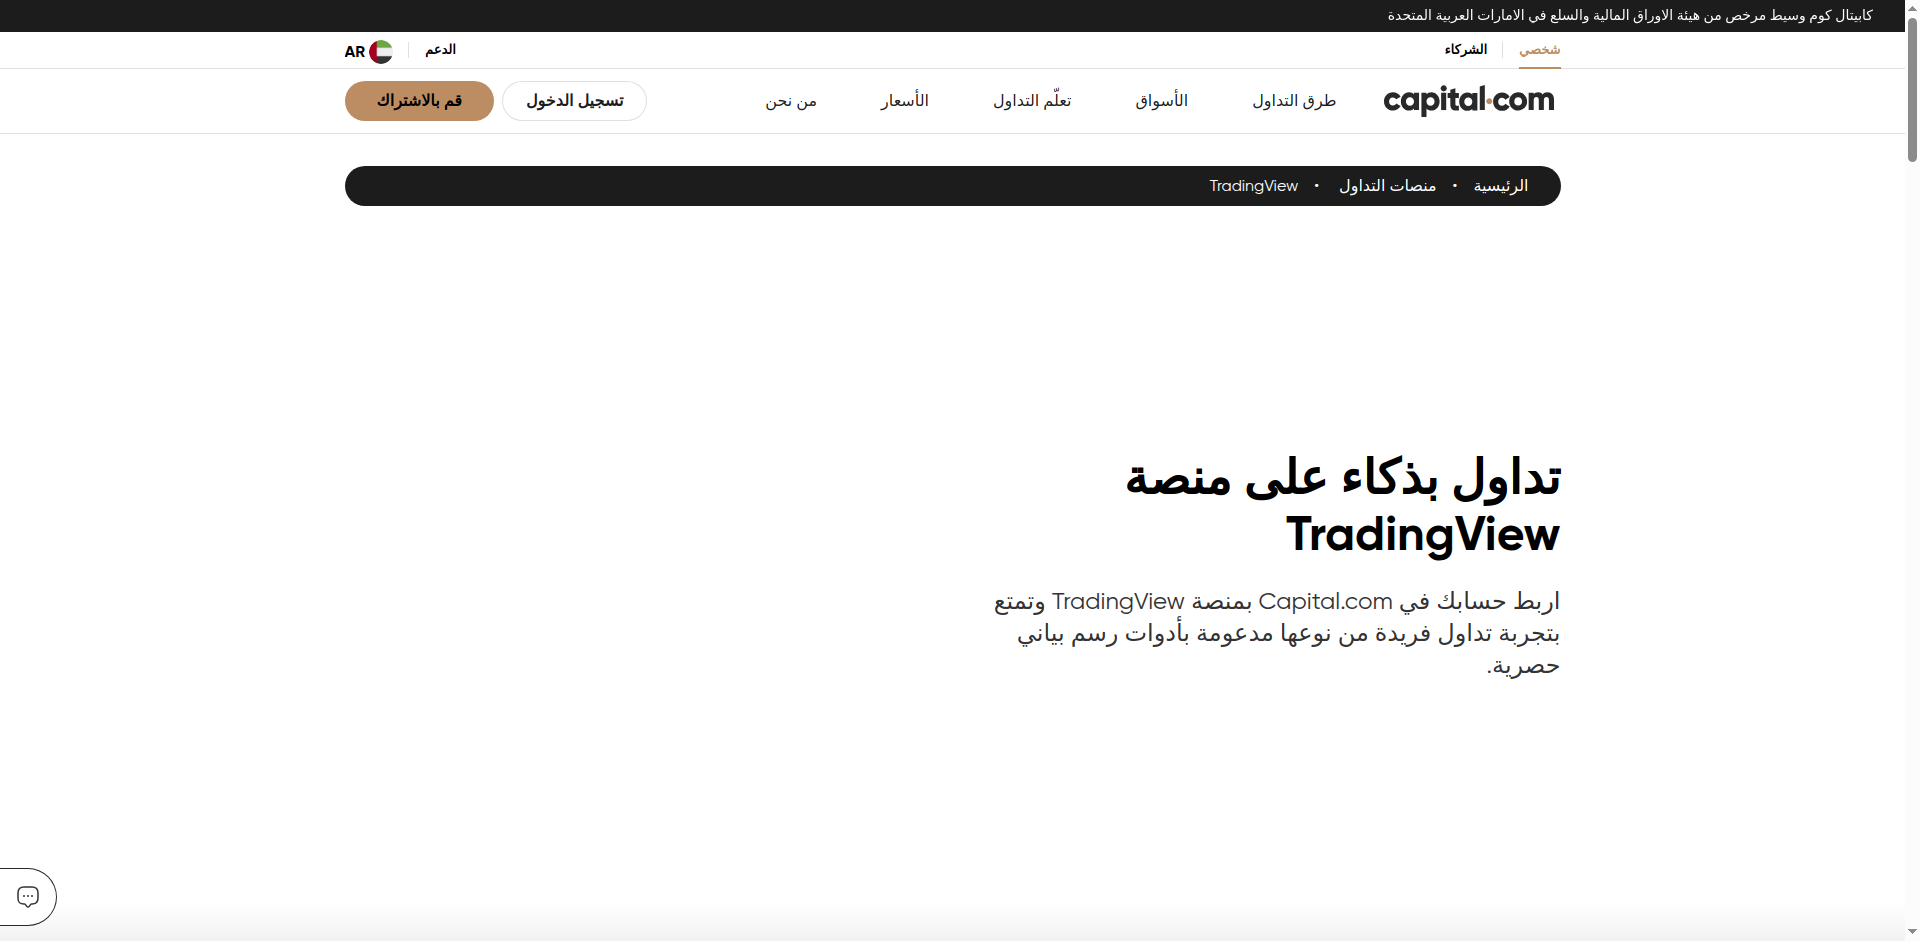 كابيتال كوم وسيط مرخص من هيئة الاوراق المالية والسلع في الامارات العربية المتحدة
شخصي
الشركاء
الدعم
AR
capital.com
طرق التداول
الأسواق
تعلّم التداول
الأسعار
من نحن
تسجيل الدخول
قم بالاشتراك
الرئيسية • منصات التداول • TradingView
تداول بذكاء على منصة
TradingView
اربط حسابك في Capital.com بمنصة TradingView وتمتع
بتجربة تداول فريدة من نوعها مدعومة بأدوات رسم بياني
حصرية.